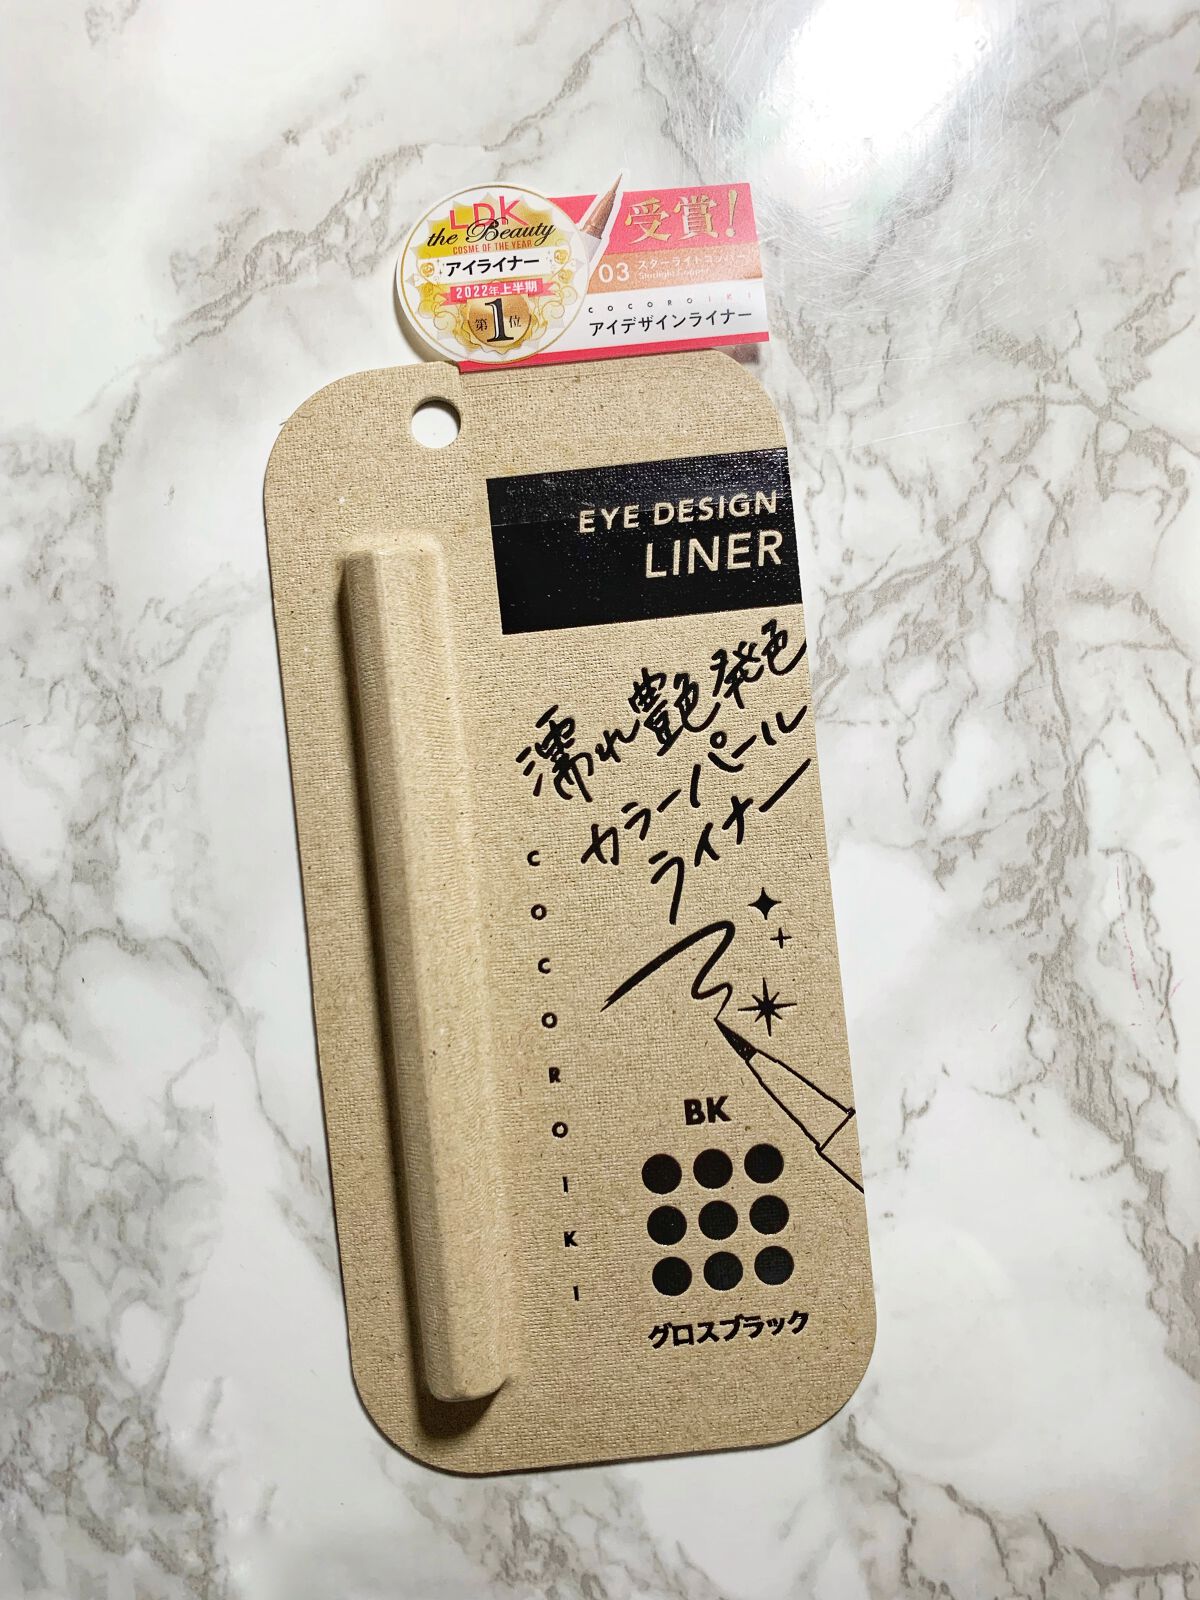 LDK
the Beauty
COSME OF THE YEAR
アイライナー
2022年上半期
第1位
受賞!
03 スターライトコッパー
Starlight Copper
COCOROIKI
アイデザインライナー
EYE DESIGN
LINER
濡れ艶発色
カラーパール
ライナー
COCOROIKI
BK
グロスブラック